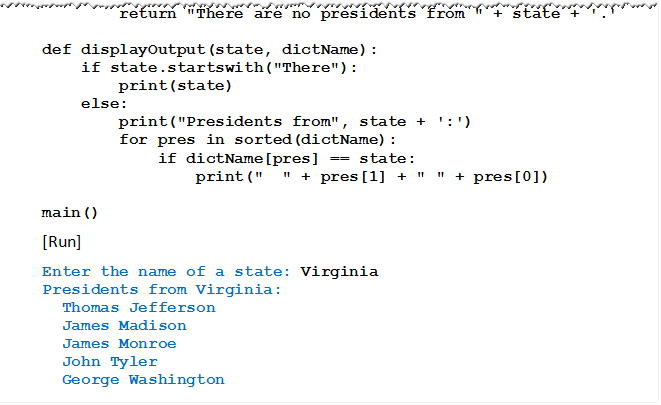 return "There are no presidents from " + state + '.'
def displayOutput(state, dictName):
    if state.startswith("There"):
        print(state)
    else:
        print("Presidents from", state + ':')
        for pres in sorted(dictName):
            if dictName[pres] == state:
                print("  " + pres[1] + " " + pres[0])
main()
[Run]
Enter the name of a state: Virginia
Presidents from Virginia:
  Thomas Jefferson
  James Madison
  James Monroe
  John Tyler
  George Washington